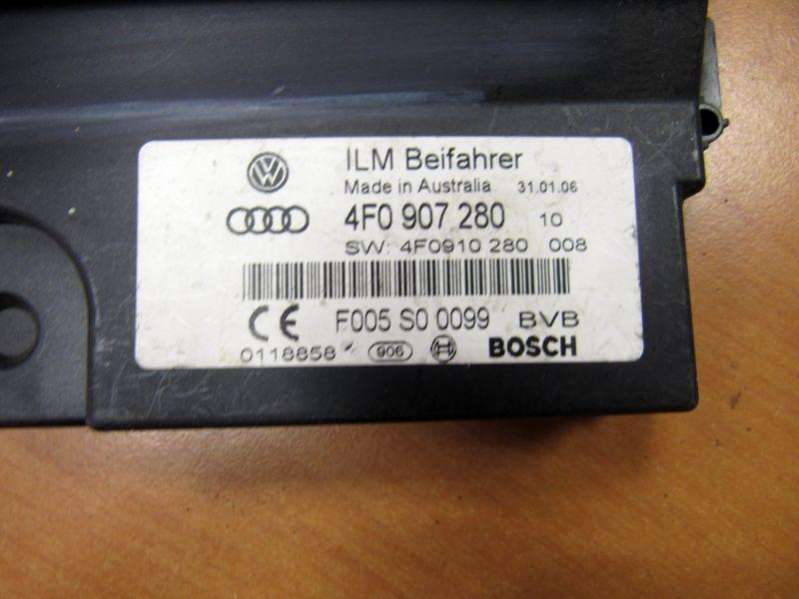 ILM Beifahrer
Made in Australia 31.01.06
4F0 907 280 10
SW: 4F0910 280 008
CE F005 S0 0099 BVB
0118858 906 BOSCH